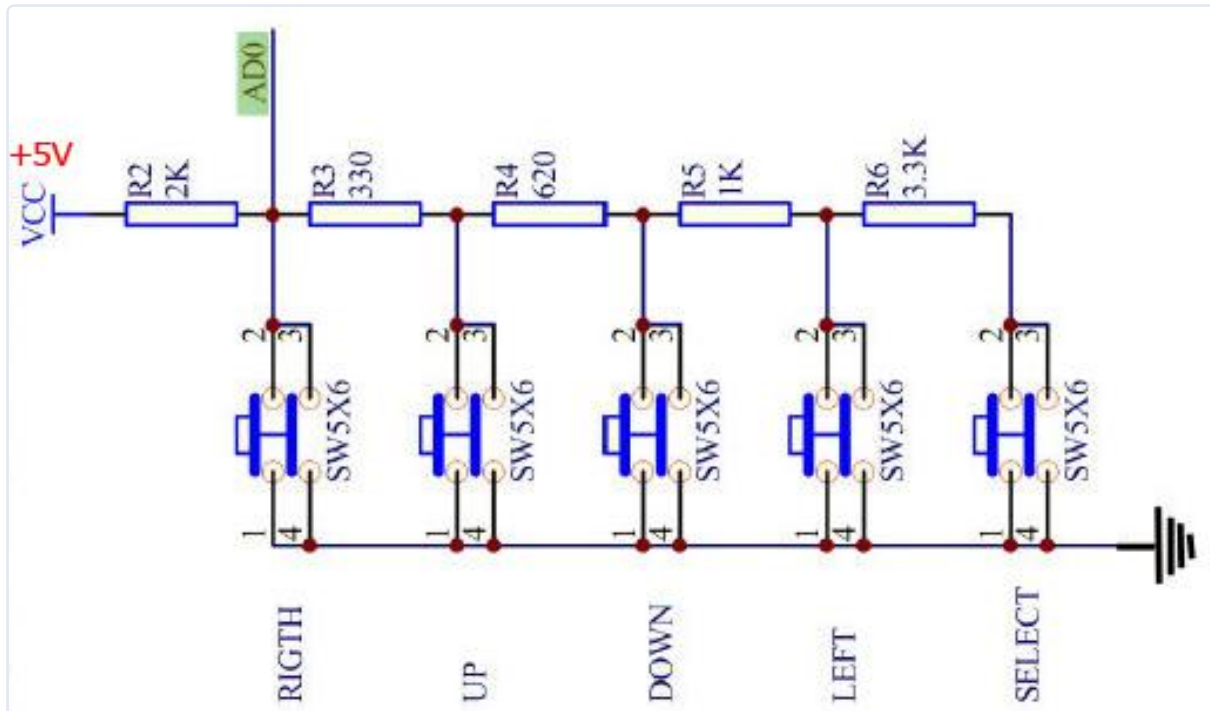 AD0
+5V
VCC
R2
2K
R3
330
R4
620
R5
1K
R6
3.3K
2
3
2
3
2
3
2
3
2
3
SW5X6
SW5X6
SW5X6
SW5X6
SW5X6
1
4
1
4
1
4
1
4
1
4
RIGTH
UP
DOWN
LEFT
SELECT